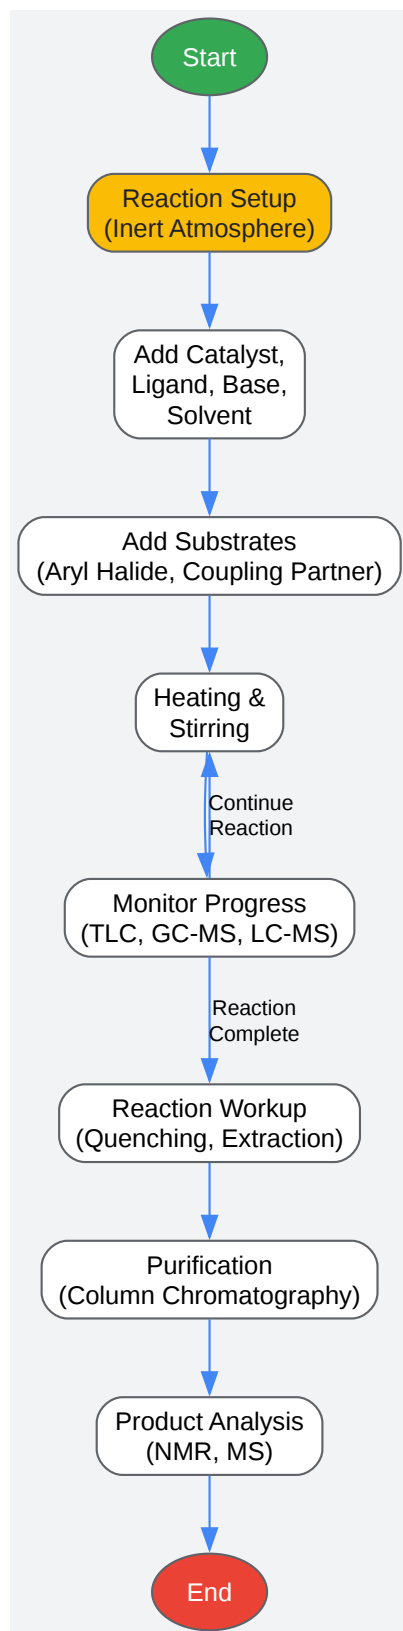 Start
Reaction Setup
(Inert Atmosphere)
Add Catalyst,
Ligand, Base,
Solvent
Add Substrates
(Aryl Halide, Coupling Partner)
Heating &
Stirring
Continue
Reaction
Monitor Progress
(TLC, GC-MS, LC-MS)
Reaction
Complete
Reaction Workup
(Quenching, Extraction)
Purification
(Column Chromatography)
Product Analysis
(NMR, MS)
End